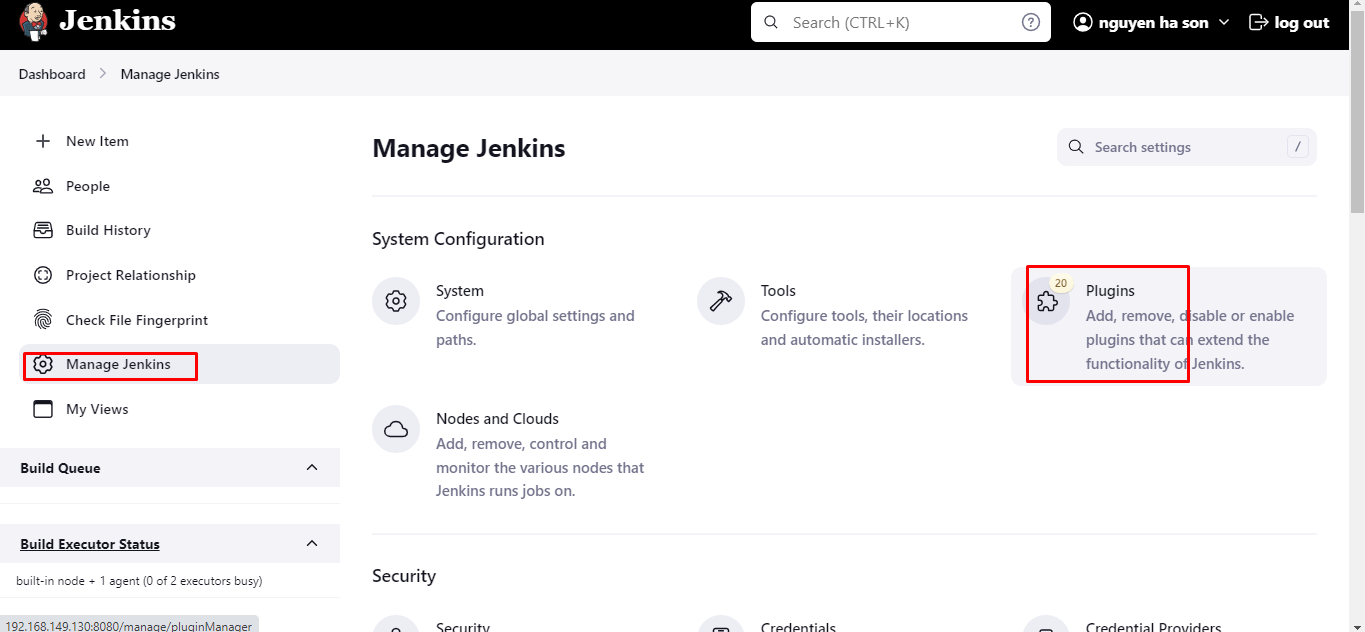 Jenkins
Search (CTRL+K)
?
nguyen ha son
log out
Dashboard
Manage Jenkins
New Item
People
Build History
Project Relationship
Check File Fingerprint
Manage Jenkins
My Views
Build Queue
Build Executor Status
built-in node + 1 agent (0 of 2 executors busy)
192.168.149.130:8080/manage/pluginManager
Manage Jenkins
Search settings
/
System Configuration
System
Configure global settings and
paths.
Tools
Configure tools, their locations
and automatic installers.
20
Plugins
Add, remove, disable or enable
plugins that can extend the
functionality of Jenkins.
Nodes and Clouds
Add, remove, control and
monitor the various nodes that
Jenkins runs jobs on.
Security
Security
Credentials
Credential Providers